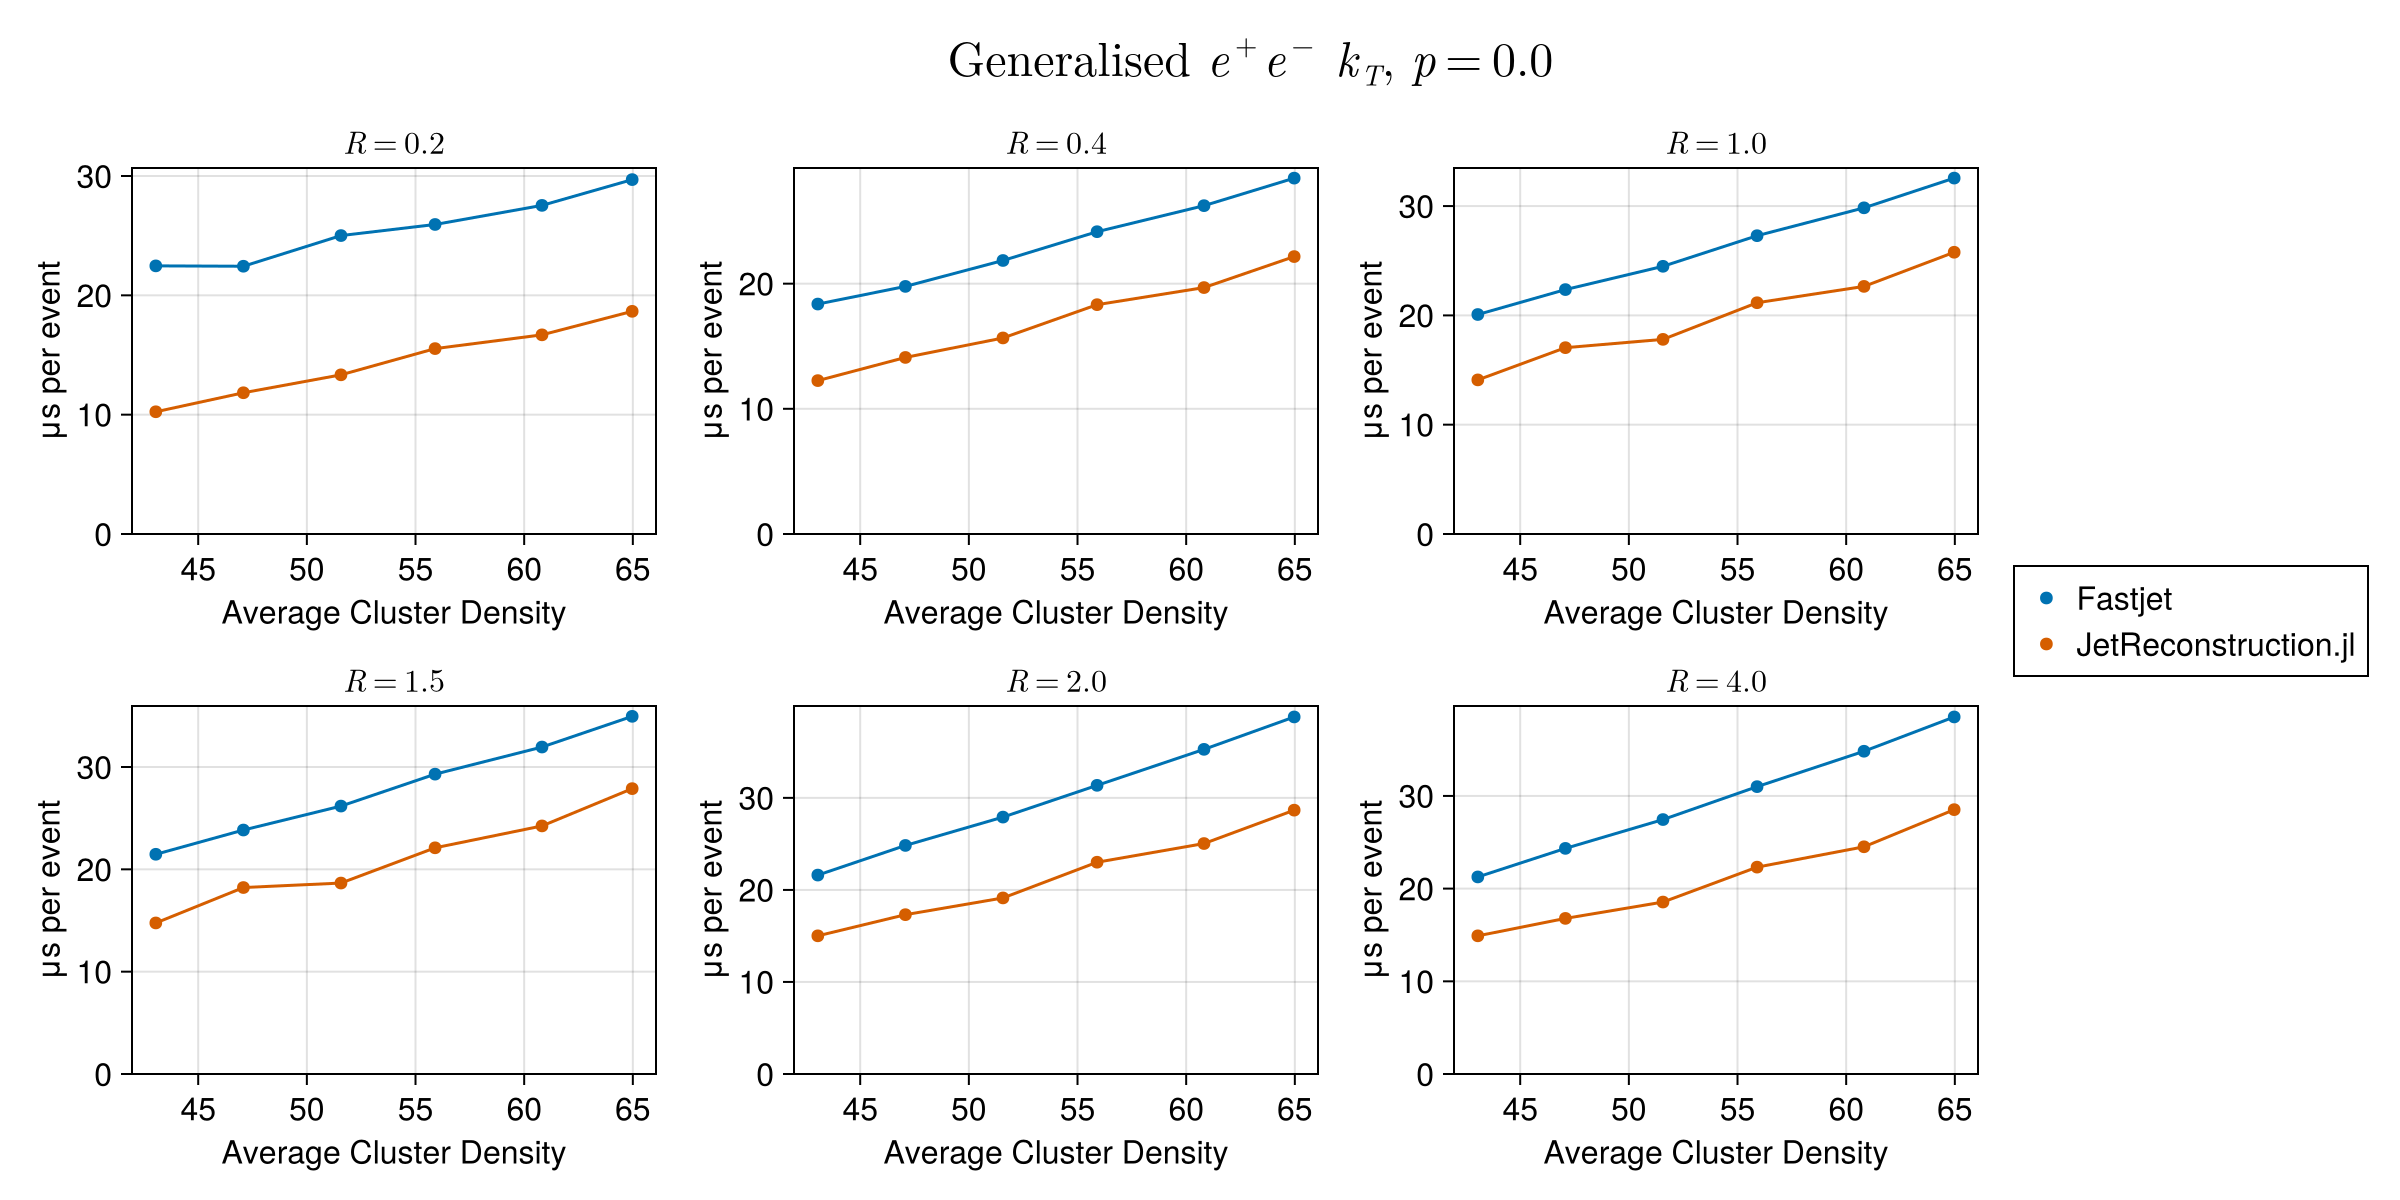 Generalised e⁺e⁻ k_T, p = 0.0
R = 0.2
30
20
10
0
µs per event
45 50 55 60 65
Average Cluster Density
R = 0.4
20
10
0
µs per event
45 50 55 60 65
Average Cluster Density
R = 1.0
30
20
10
0
µs per event
45 50 55 60 65
Average Cluster Density
Fastjet
JetReconstruction.jl
R = 1.5
30
20
10
0
µs per event
45 50 55 60 65
Average Cluster Density
R = 2.0
30
20
10
0
µs per event
45 50 55 60 65
Average Cluster Density
R = 4.0
30
20
10
0
µs per event
45 50 55 60 65
Average Cluster Density